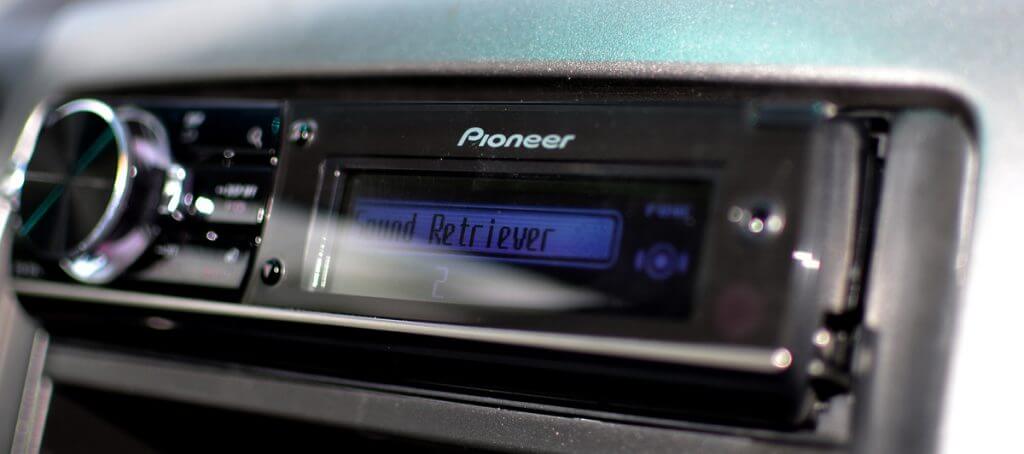 Pioneer
Sound Retriever
2